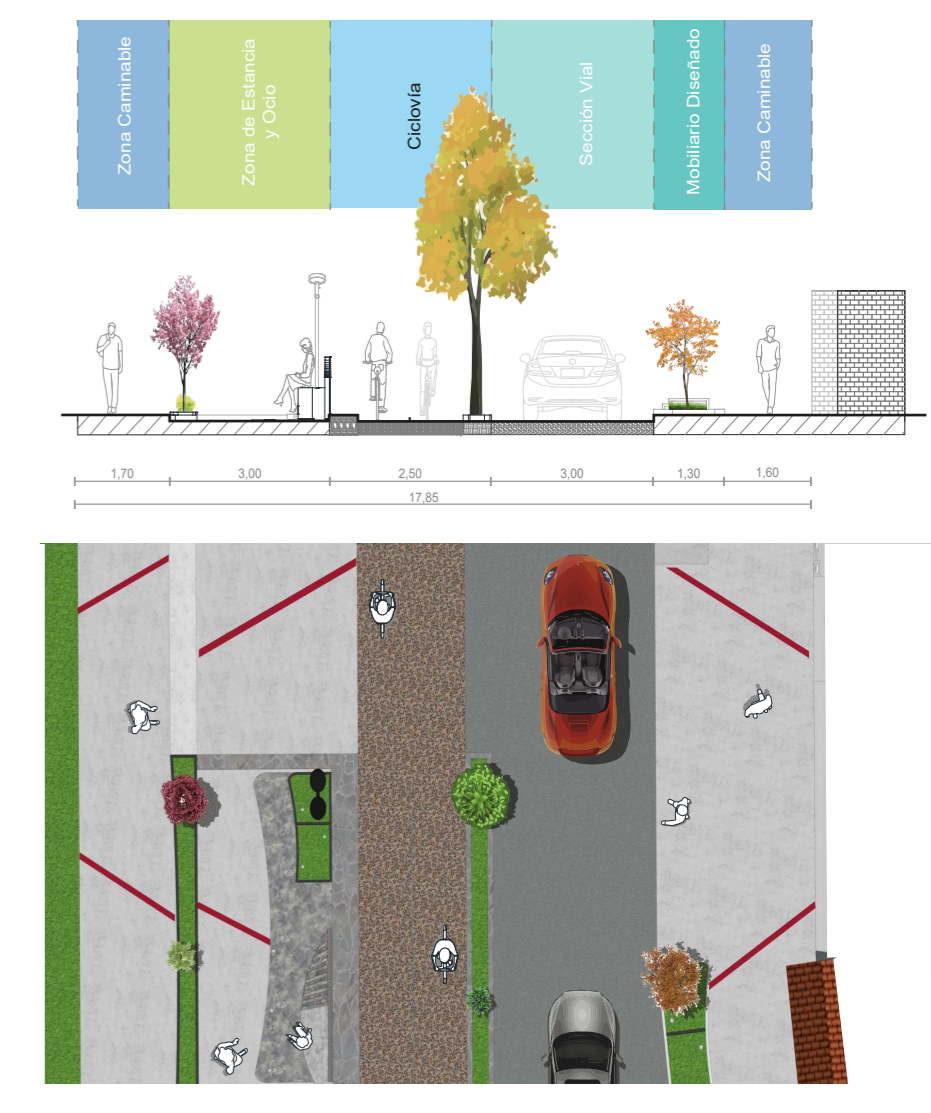 Zona Caminable
Zona de Estancia
y Ocio
Ciclovía
Sección Vial
Mobiliario Diseñado
Zona Caminable
1,70
3,00
2,50
3,00
1,30
1,60
17,85